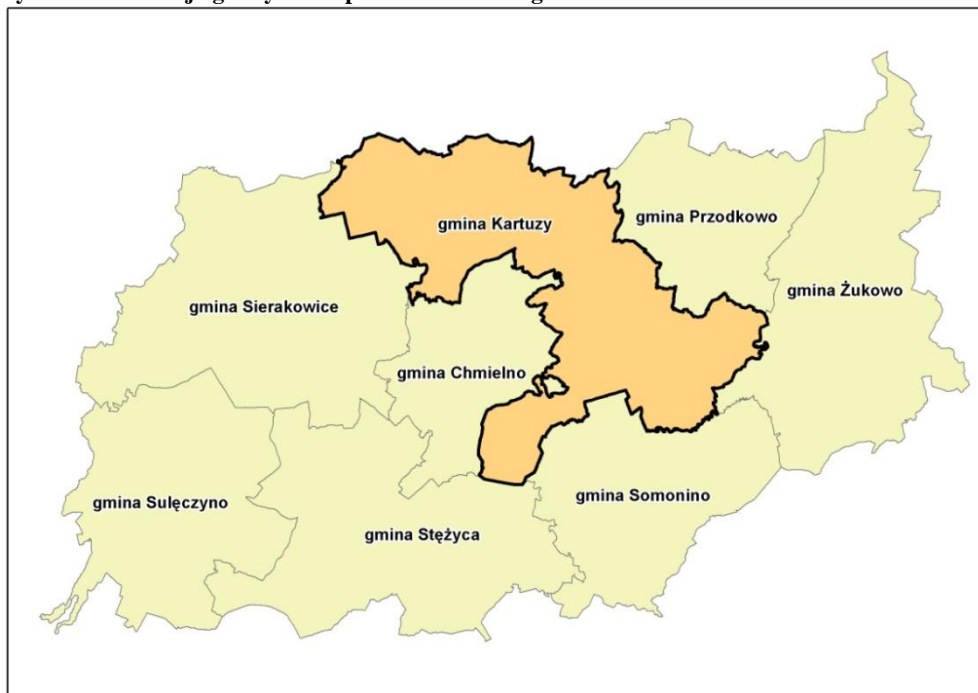 gmina Przodkowo
gmina Kartuzy
gmina Żukowo
gmina Sierakowice
gmina Chmielno
gmina Sulęczyno
gmina Somonino
gmina Stężyca